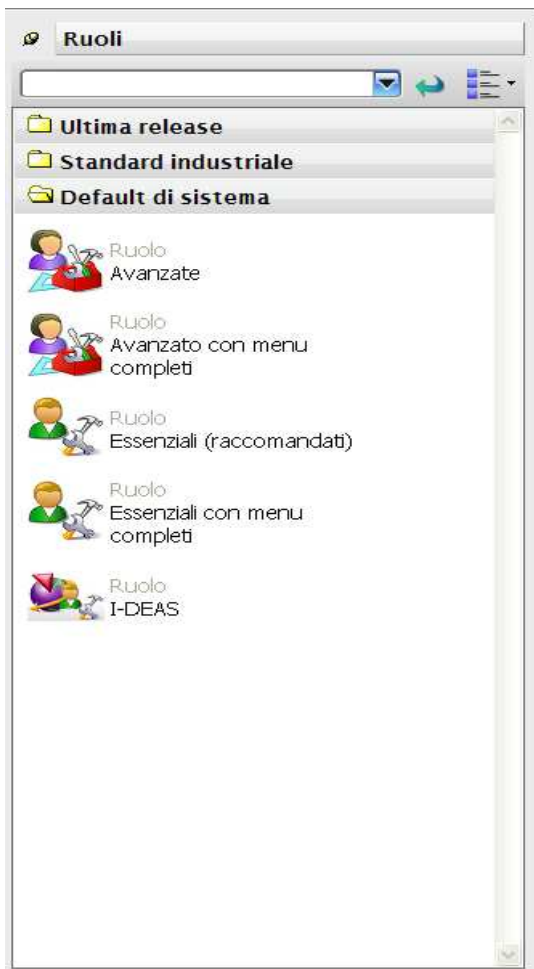 Ruoli
Ultima release
Standard industriale
Default di sistema
Ruolo
Avanzate
Ruolo
Avanzato con menu
completi
Ruolo
Essenziali (raccomandati)
Ruolo
Essenziali con menu
completi
Ruolo
I-DEAS